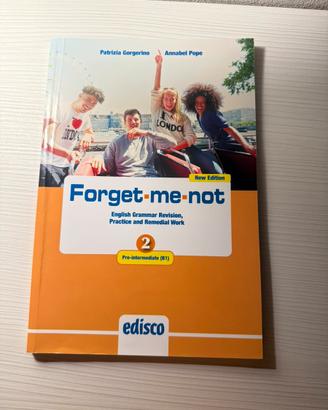 Patrizia Gorgerino Annabel Pope
I
LONDON
I
LONDON
New Edition
Forget-me-not
English Grammar Revision,
Practice and Remedial Work
2
Pre-intermediate (B1)
edisco